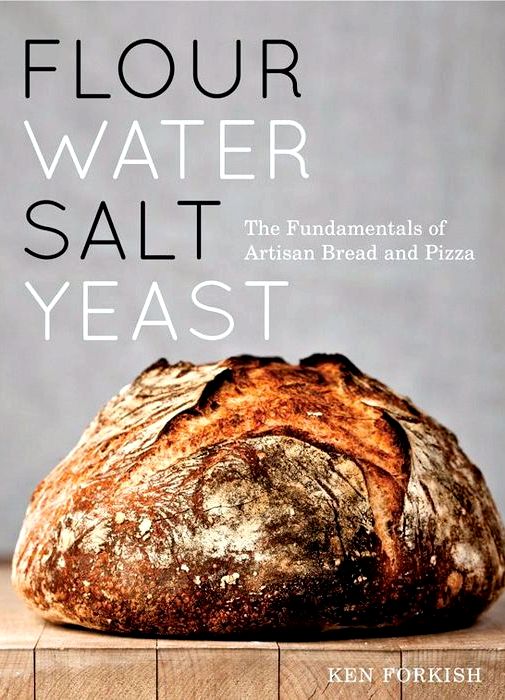 FLOUR
WATER
SALT
YEAST
The Fundamentals of
Artisan Bread and Pizza
KEN FORKISH